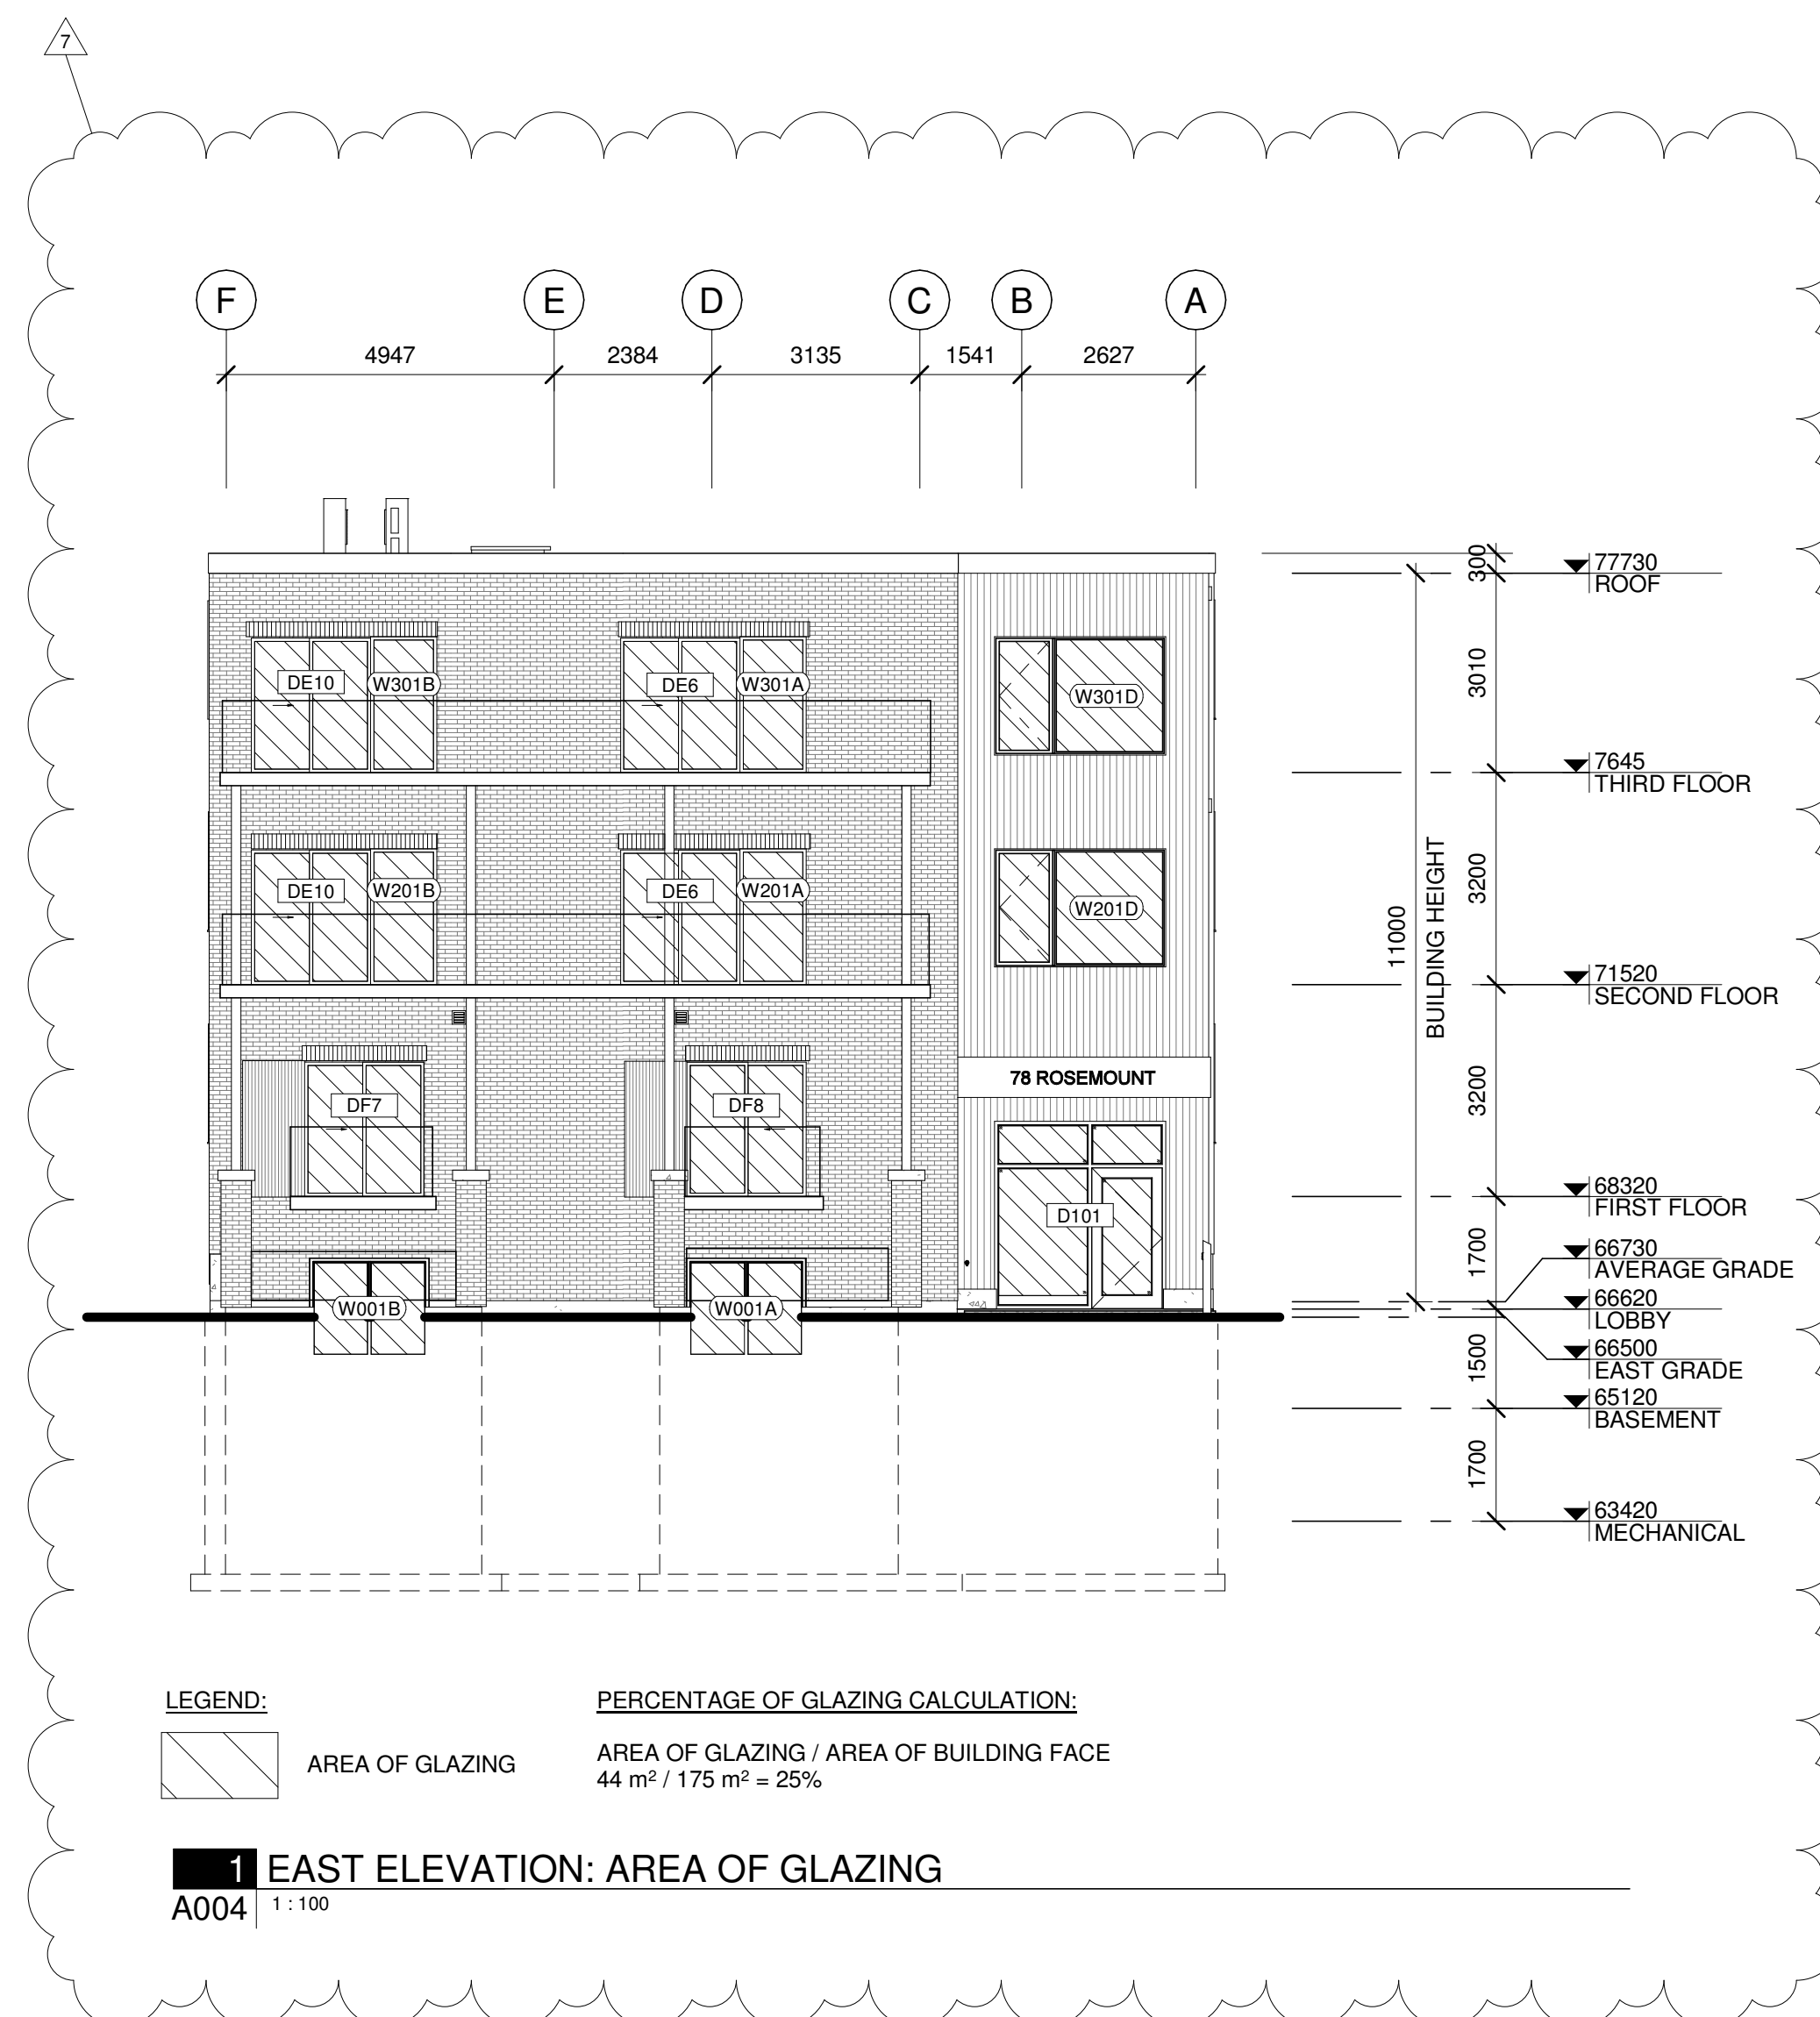 7
F E D C B A
4947 2384 3135 1541 2627
300
77730
ROOF
3010
DE10 W301B DE6 W301A W301D
7645
THIRD FLOOR
3200
DE10 W201B DE6 W201A W201D
11000
BUILDING HEIGHT
71520
SECOND FLOOR
78 ROSEMOUNT
3200
DF7 DF8
68320
FIRST FLOOR
D101
1700
66730
AVERAGE GRADE
W001B W001A
66620
LOBBY
1500
66500
EAST GRADE
65120
BASEMENT
1700
63420
MECHANICAL
LEGEND:
AREA OF GLAZING
PERCENTAGE OF GLAZING CALCULATION:
AREA OF GLAZING / AREA OF BUILDING FACE
44 m² / 175 m² = 25%
1 EAST ELEVATION: AREA OF GLAZING
A004 1 : 100